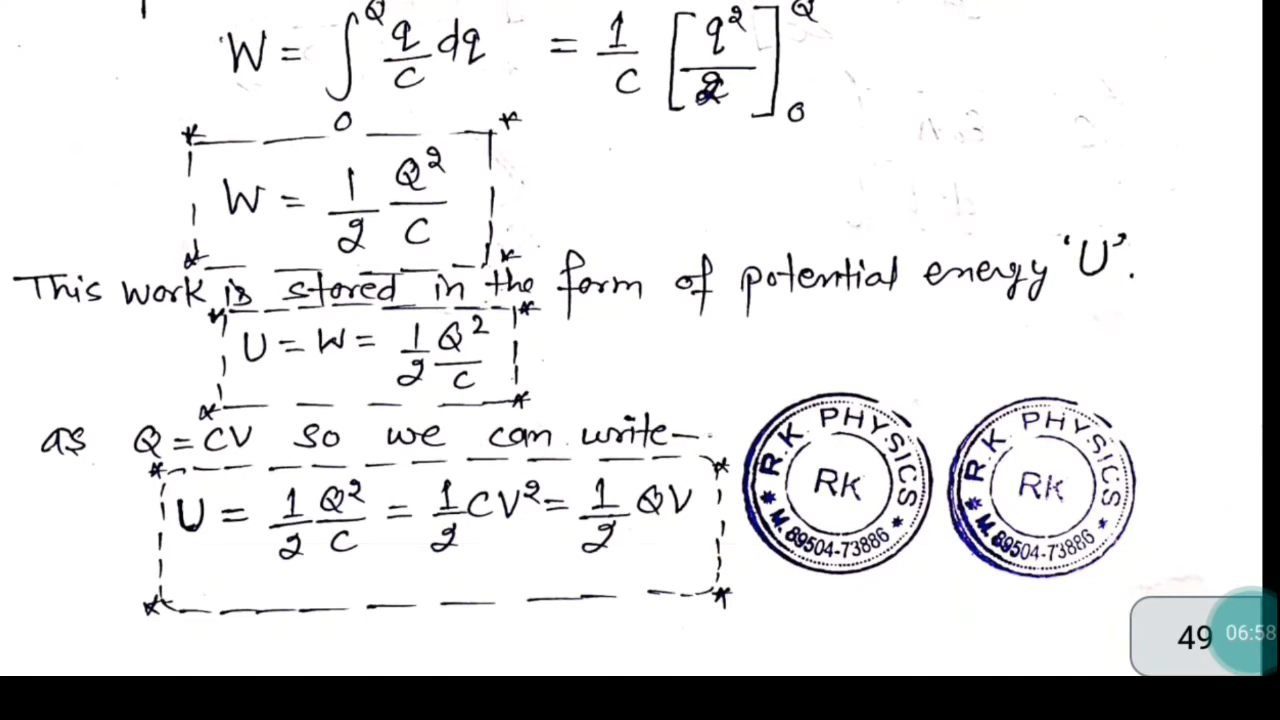 W = ∫₀^Q q/c dq = 1/c [q²/2]₀^Q
W = 1/2 Q²/C
This work is stored in the form of potential energy 'U'.
U = W = 1/2 Q²/C
as Q = CV so we can write—
U = 1/2 Q²/C = 1/2 CV² = 1/2 QV
* R.K PHYSICS *
RK
M. 89504-73886
* R.K PHYSICS *
RK
M. 89504-73886
49
06:58